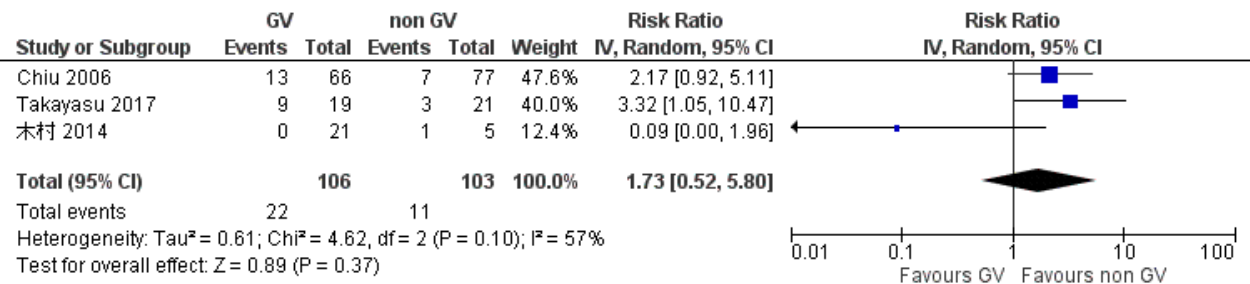 GV non GV Risk Ratio Risk Ratio
Study or Subgroup Events Total Events Total Weight IV, Random, 95% CI IV, Random, 95% CI
Chiu 2006 13 66 7 77 47.6% 2.17 [0.92, 5.11]
Takayasu 2017 9 19 3 21 40.0% 3.32 [1.05, 10.47]
木村 2014 0 21 1 5 12.4% 0.09 [0.00, 1.96]
Total (95% CI) 106 103 100.0% 1.73 [0.52, 5.80]
Total events 22 11
Heterogeneity: Tau² = 0.61; Chi² = 4.62, df = 2 (P = 0.10); I² = 57%
Test for overall effect: Z = 0.89 (P = 0.37)
0.01 0.1 1 10 100
Favours GV Favours non GV